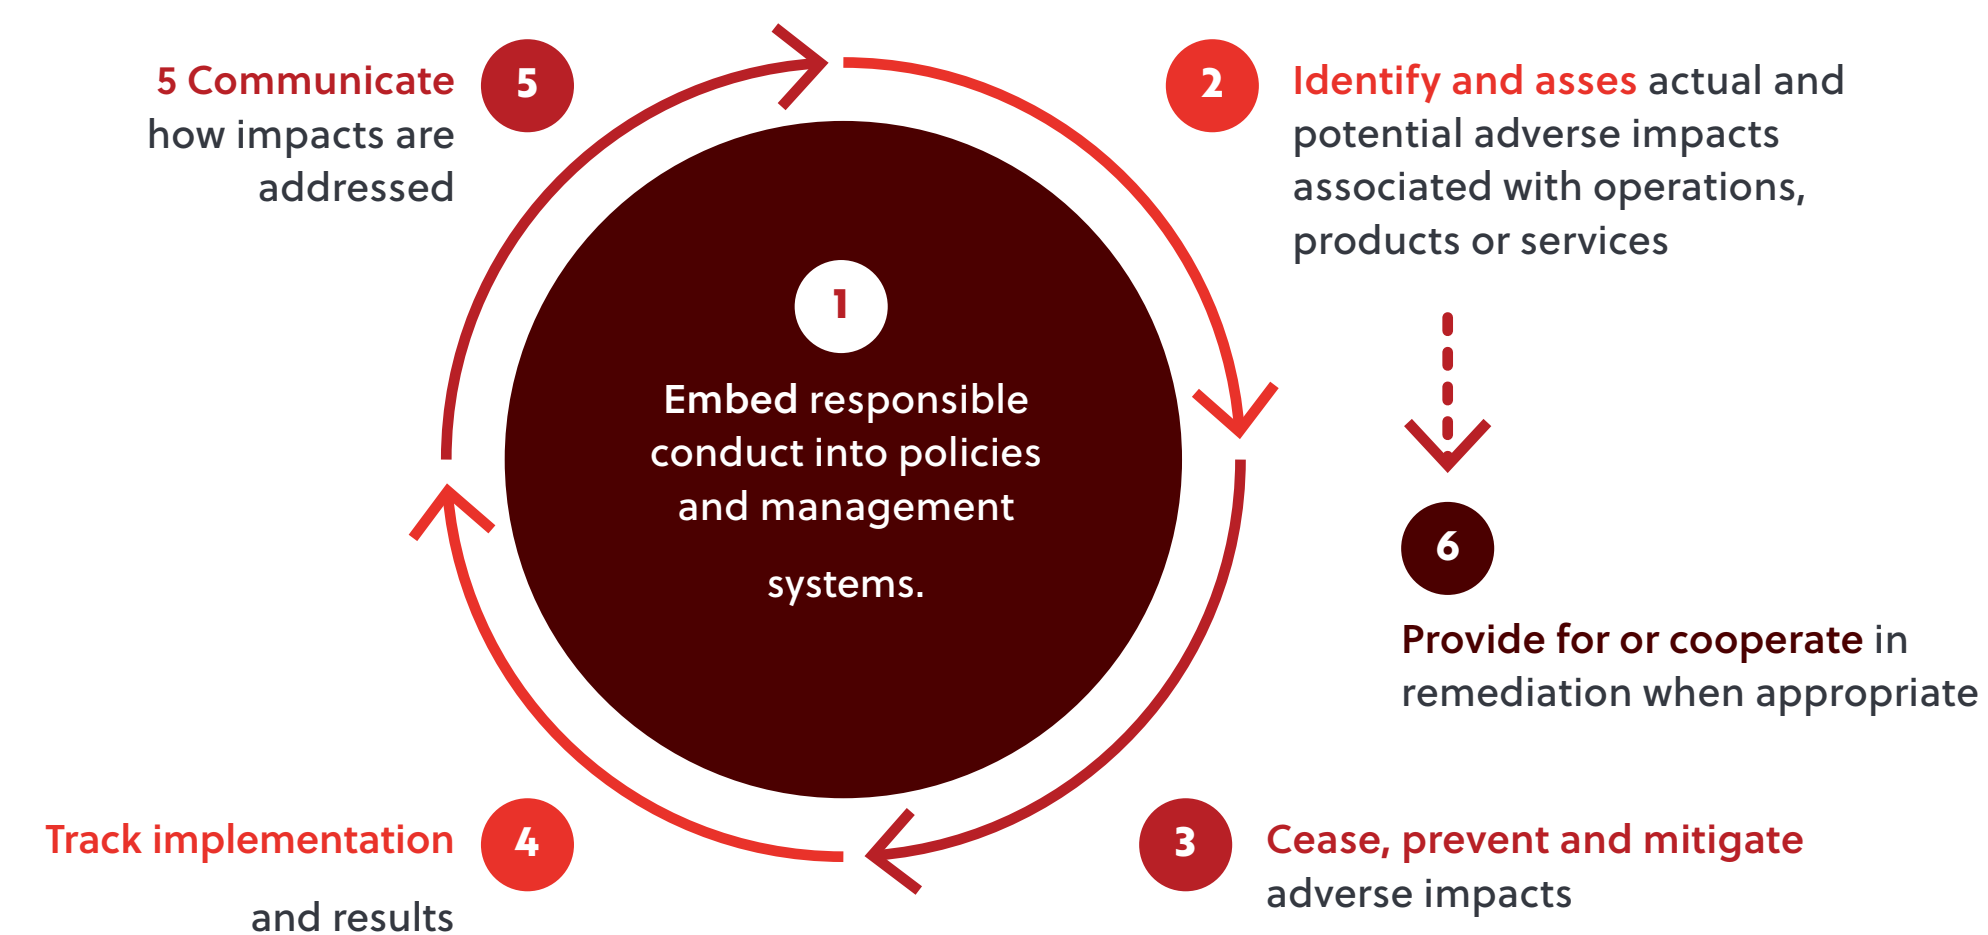 1
Embed responsible
conduct into policies
and management
systems.
2
Identify and asses actual and
potential adverse impacts
associated with operations,
products or services
3
Cease, prevent and mitigate
adverse impacts
4
Track implementation
and results
5
5 Communicate
how impacts are
addressed
6
Provide for or cooperate in
remediation when appropriate